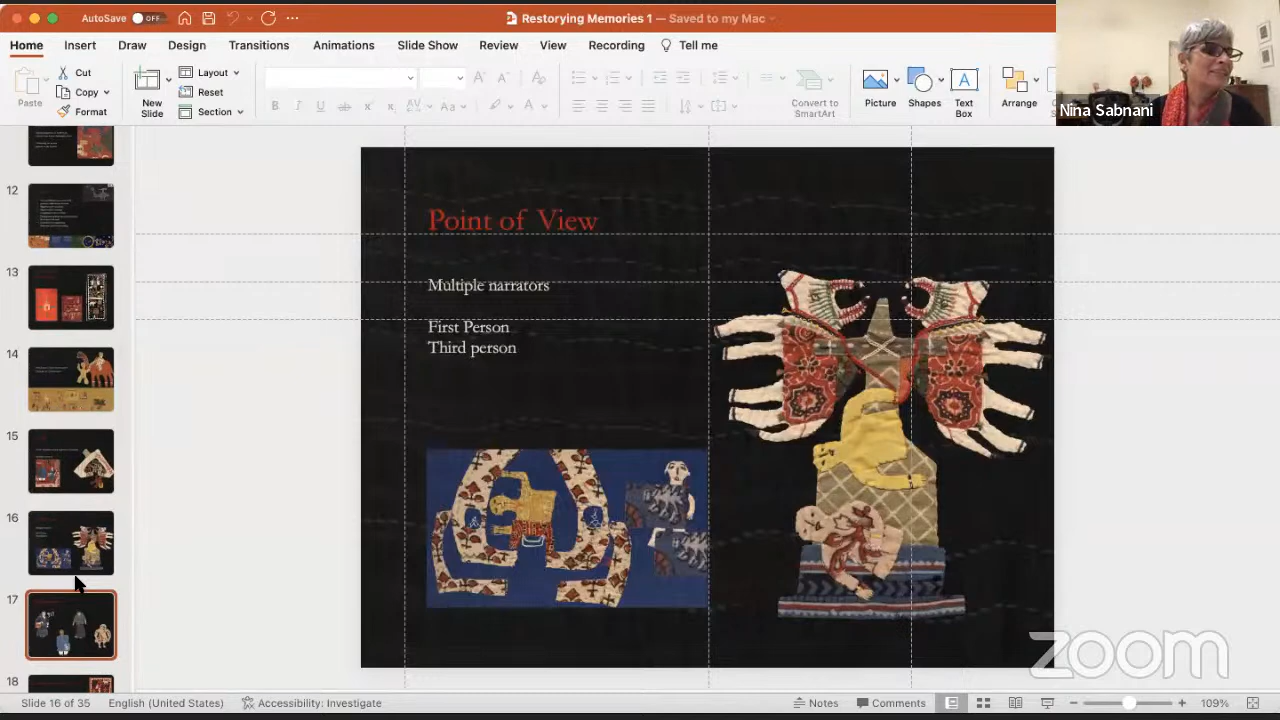 AutoSave OFF
Restorying Memories 1 — Saved to my Mac
Home Insert Draw Design Transitions Animations Slide Show Review View Recording Tell me
Paste
Cut
Copy
Format
New
Slide
Layout
Reset
Section
Convert to
SmartArt
Picture
Shapes
Text
Box
Arrange
Nina Sabnani
12
13
14
15
16
17
18
Point of View
Multiple narrators
First Person
Third person
zoom
Slide 16 of 35 English (United States) Accessibility: Investigate Notes Comments 109%